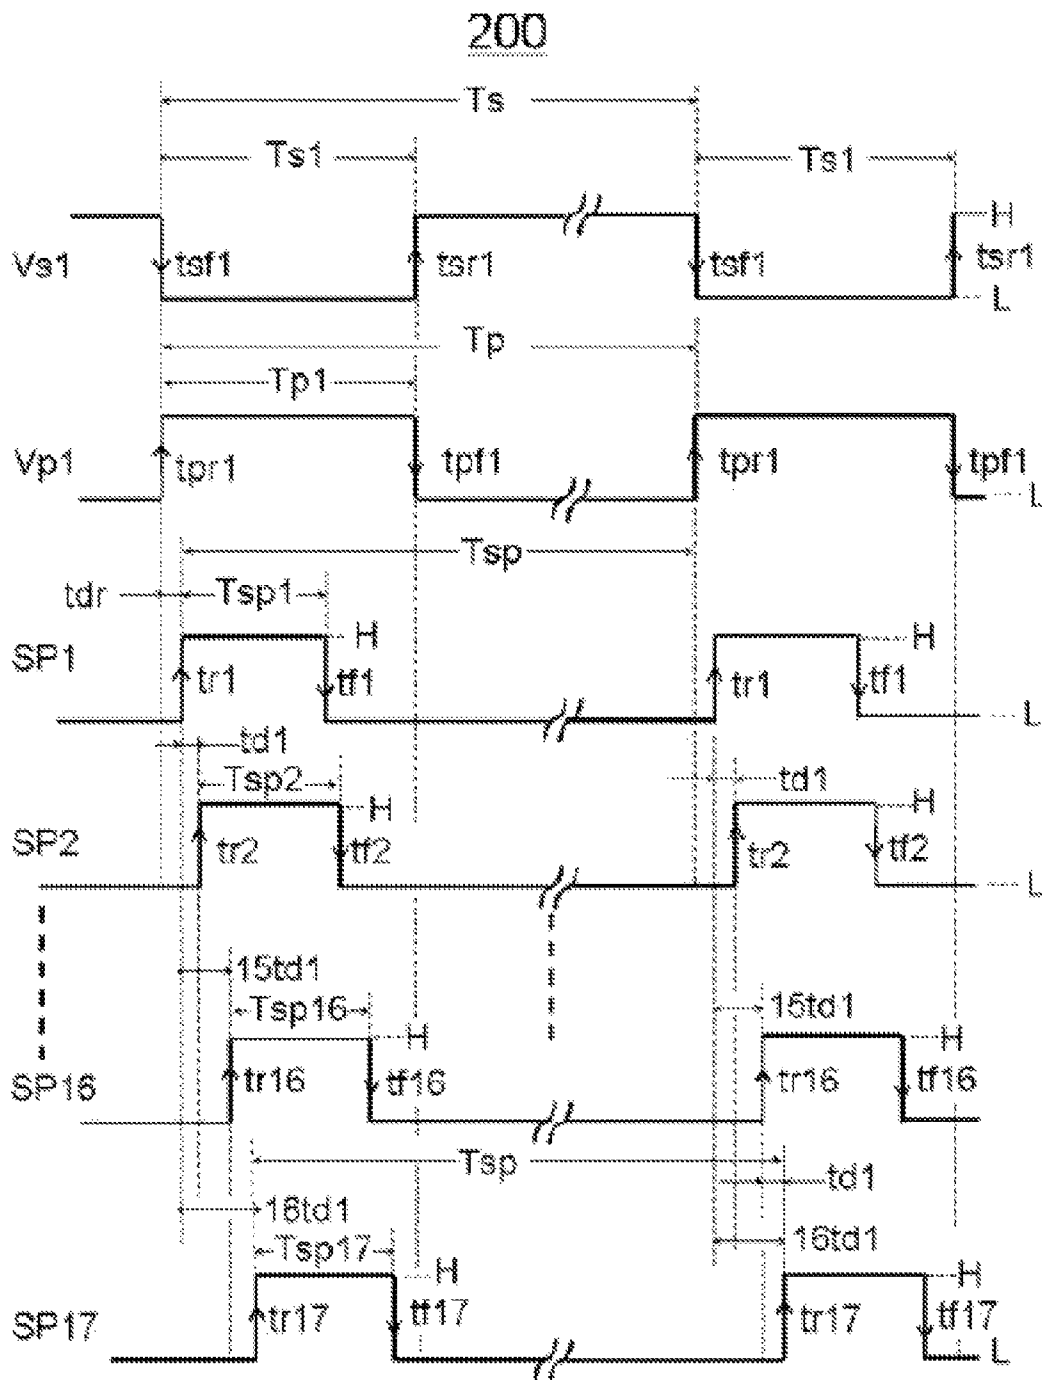 200
Ts
Ts1 Ts1
H
Vs1 tsf1 tsr1 tsf1 tsr1
L
Tp
Tp1
Vp1 tpr1 tpf1 tpr1 tpf1
L
Tsp
tdr Tsp1
H H
SP1 tr1 tf1 tr1 tf1
L
td1 td1
Tsp2
H H
SP2 tr2 tf2 tr2 tf2
L
15td1 15td1
Tsp16
H H
SP16 tr16 tf16 tr16 tf16
Tsp
td1
16td1 16td1
Tsp17
H H
SP17 tr17 tf17 tr17 tf17
L